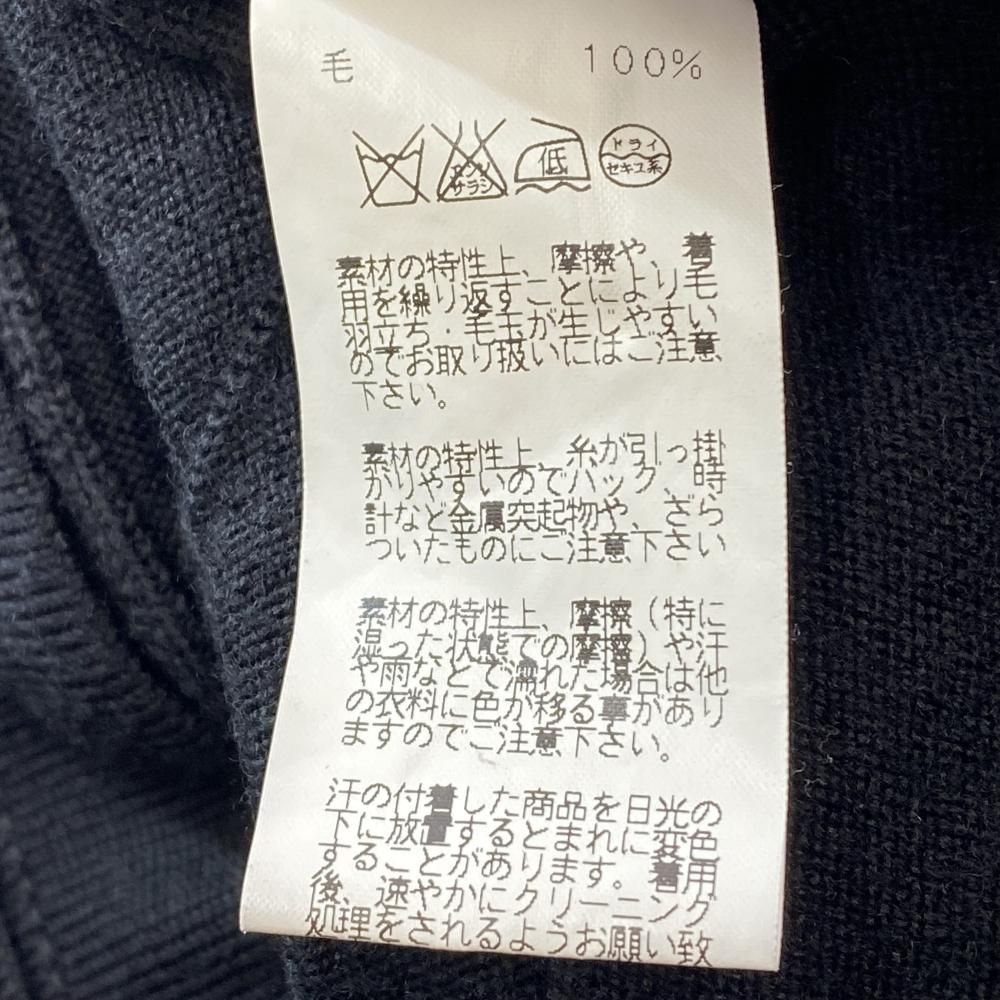 毛 100%
エンソ
サラシ
低
ドライ
セキユ系
素材の特性上、摩擦や、着
用を繰り返すことにより毛
羽立ち・毛玉が生じやすい
のでお取り扱いにはご注意
下さい。
素材の特性上、糸が引っ掛
かりやすいのでバッグ、時
計など金属突起物や、ざら
ついたものにご注意下さい
素材の特性上、摩擦(特に
湿った状態での摩擦)や汗
や雨などで濡れた場合は他
の衣料に色が移る事があり
ますのでご注意下さい。
汗の付着した商品を日光の
下に放置するとまれに変色
することがあります。着用
後、速やかにクリーニング
処理をされるようお願い致